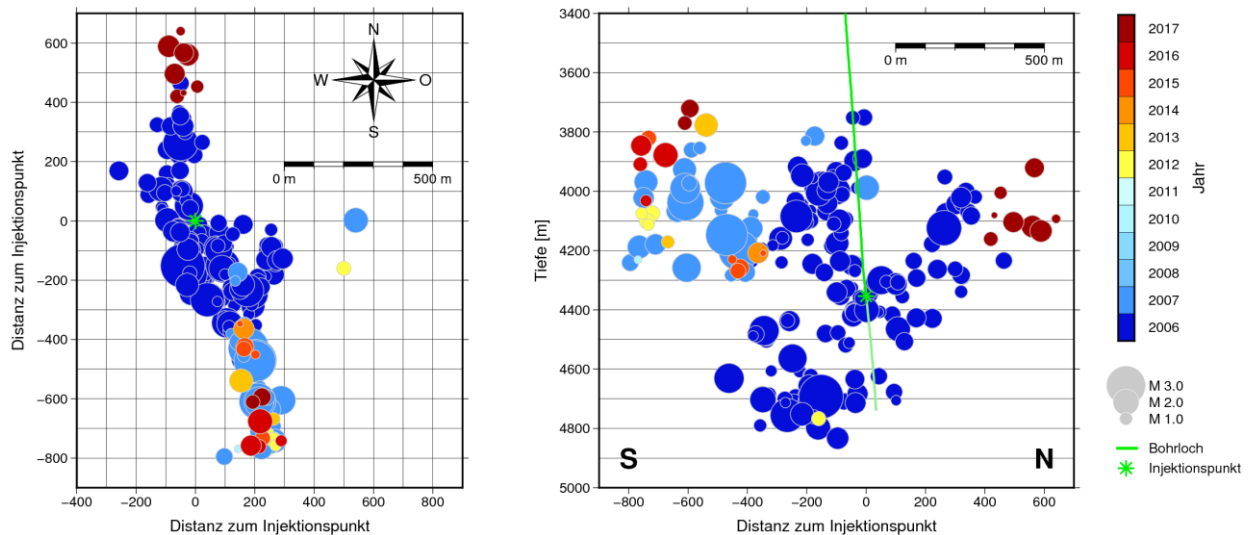 600
400
200
0
−200
−400
−600
−800
Distanz zum Injektionspunkt
−400 −200 0 200 400 600 800
Distanz zum Injektionspunkt
N
W O
S
0 m 500 m
3400
3600
3800
4000
4200
4400
4600
4800
5000
Tiefe [m]
−800 −600 −400 −200 0 200 400 600
Distanz zum Injektionspunkt
0 m 500 m
S N
2017
2016
2015
2014
2013
2012
2011
2010
2009
2008
2007
2006
Jahr
M 3.0
M 2.0
M 1.0
Bohrloch
Injektionspunkt